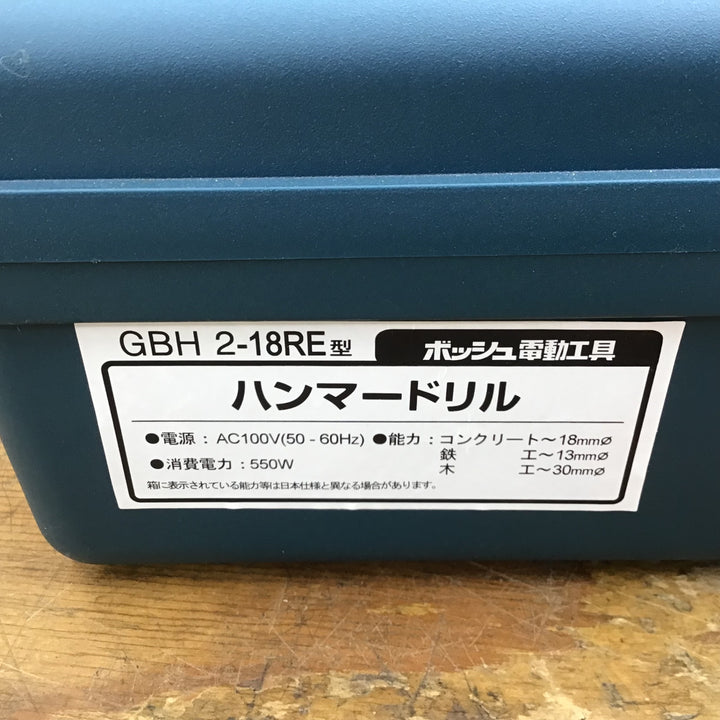 GBH 2-18RE型 ボッシュ電動工具
ハンマードリル
●電源：AC100V(50-60Hz) ●能力：コンクリート～18mmø
鉄　　　工～13mmø
●消費電力：550W 木　　　工～30mmø
箱に表示されている能力等は日本仕様と異なる場合があります。